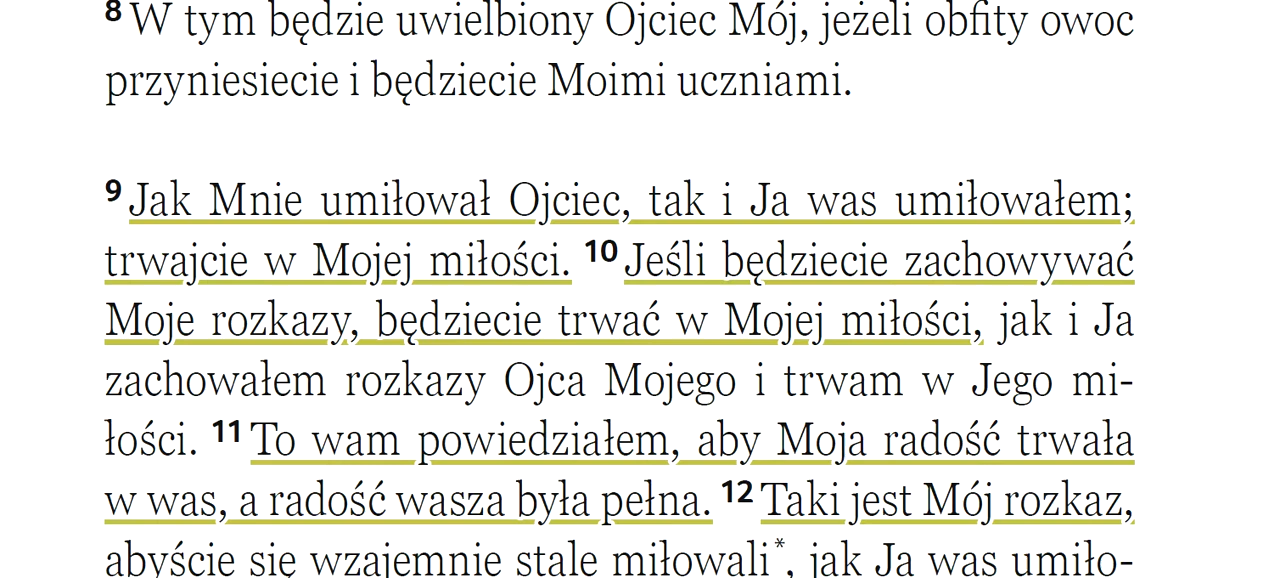 8 W tym będzie uwielbiony Ojciec Mój, jeżeli obfity owoc
przyniesiecie i będziecie Moimi uczniami.
9 Jak Mnie umiłował Ojciec, tak i Ja was umiłowałem;
trwajcie w Mojej miłości. 10 Jeśli będziecie zachowywać
Moje rozkazy, będziecie trwać w Mojej miłości, jak i Ja
zachowałem rozkazy Ojca Mojego i trwam w Jego mi-
łości. 11 To wam powiedziałem, aby Moja radość trwała
w was, a radość wasza była pełna. 12 Taki jest Mój rozkaz,
abyście się wzajemnie stale miłowali*, jak Ja was umiło-